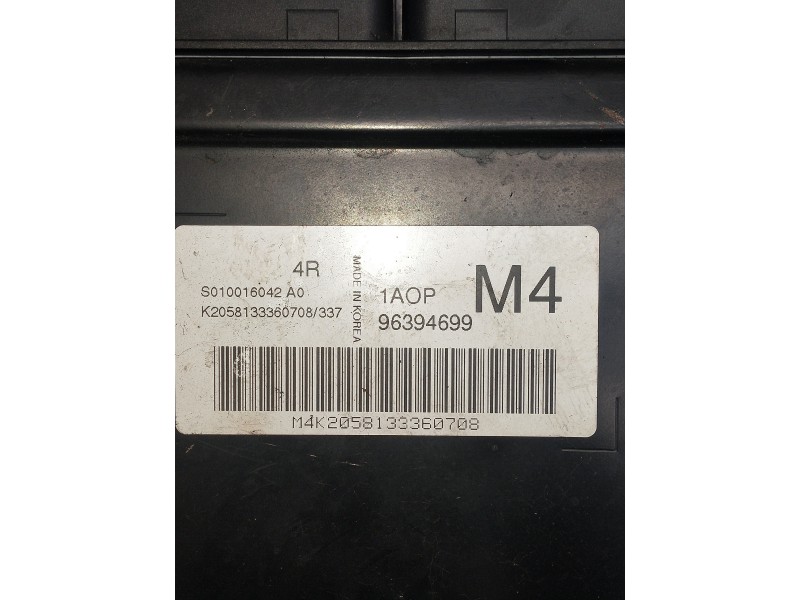 4R
S010016042 A0
K2058133360708/337
MADE IN KOREA
1AOP
M4
96394699
M4K2058133360708